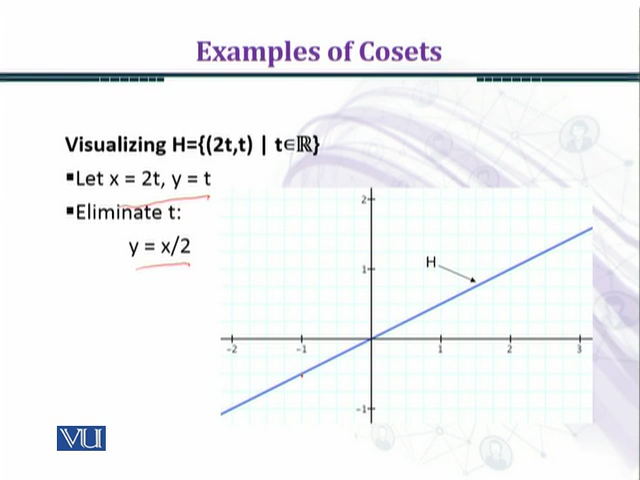 Examples of Cosets
Visualizing H={(2t,t) | t∈ℝ}
▪Let x = 2t, y = t
▪Eliminate t:
y = x/2
2
H
1
-2 -1 1 2 3
-1
VU